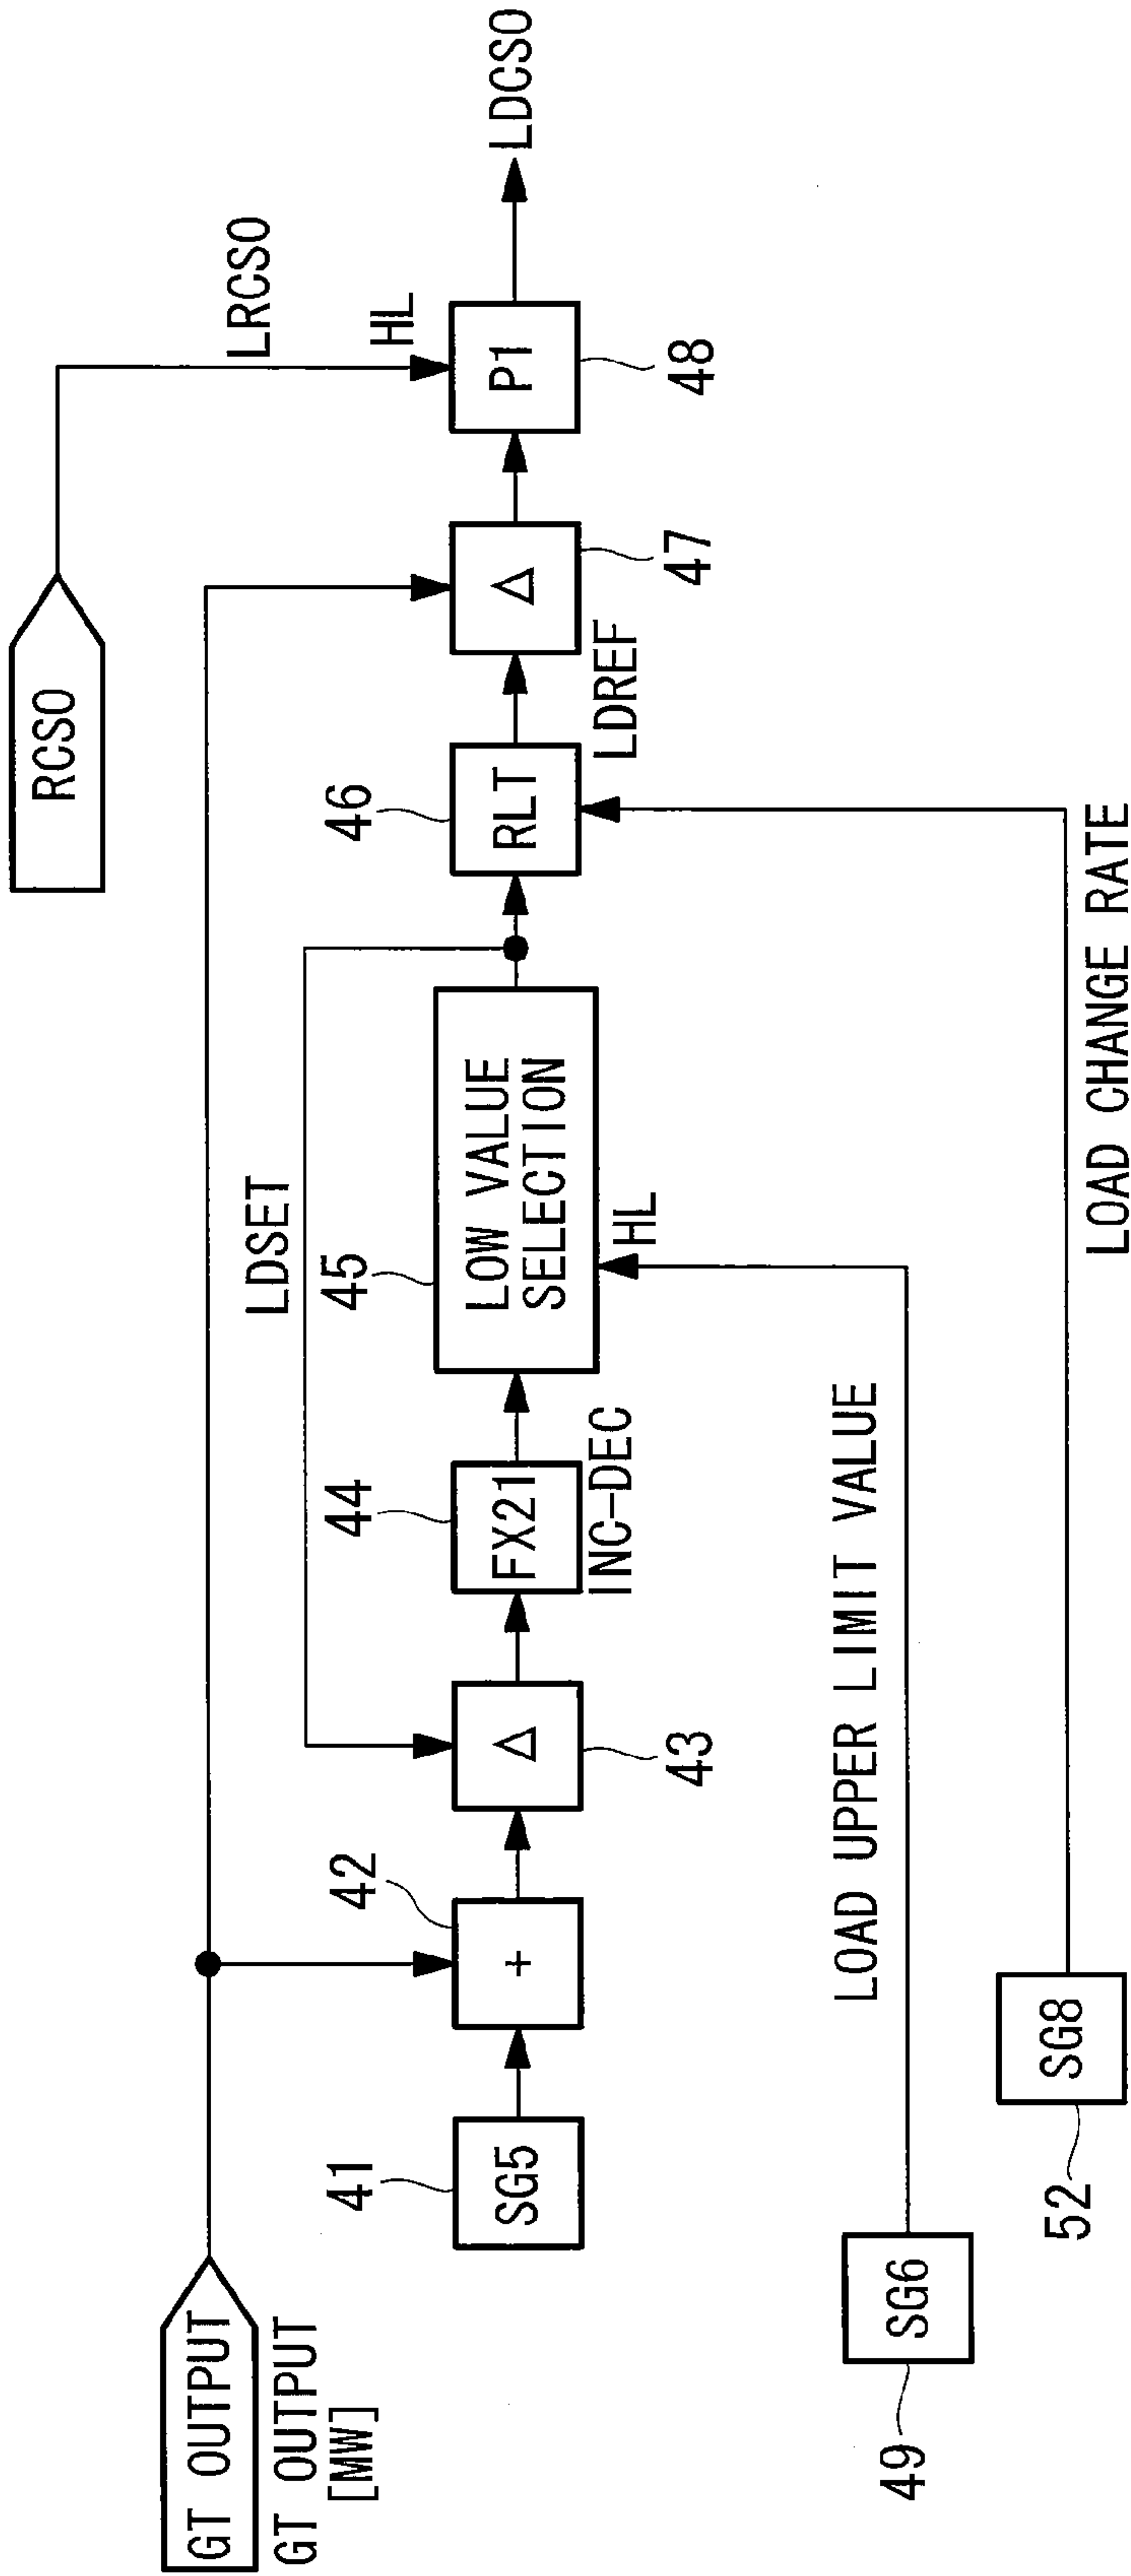 RCSO
LRCSO
HL
LDCSO
GT OUTPUT
GT OUTPUT
[MW]
LDSET
41
SG5
42
+
43
Δ
44
FX21
INC-DEC
45
LOW VALUE
SELECTION
HL
46
RLT
LDREF
47
Δ
48
P1
49
SG6
LOAD UPPER LIMIT VALUE
52
SG8
LOAD CHANGE RATE